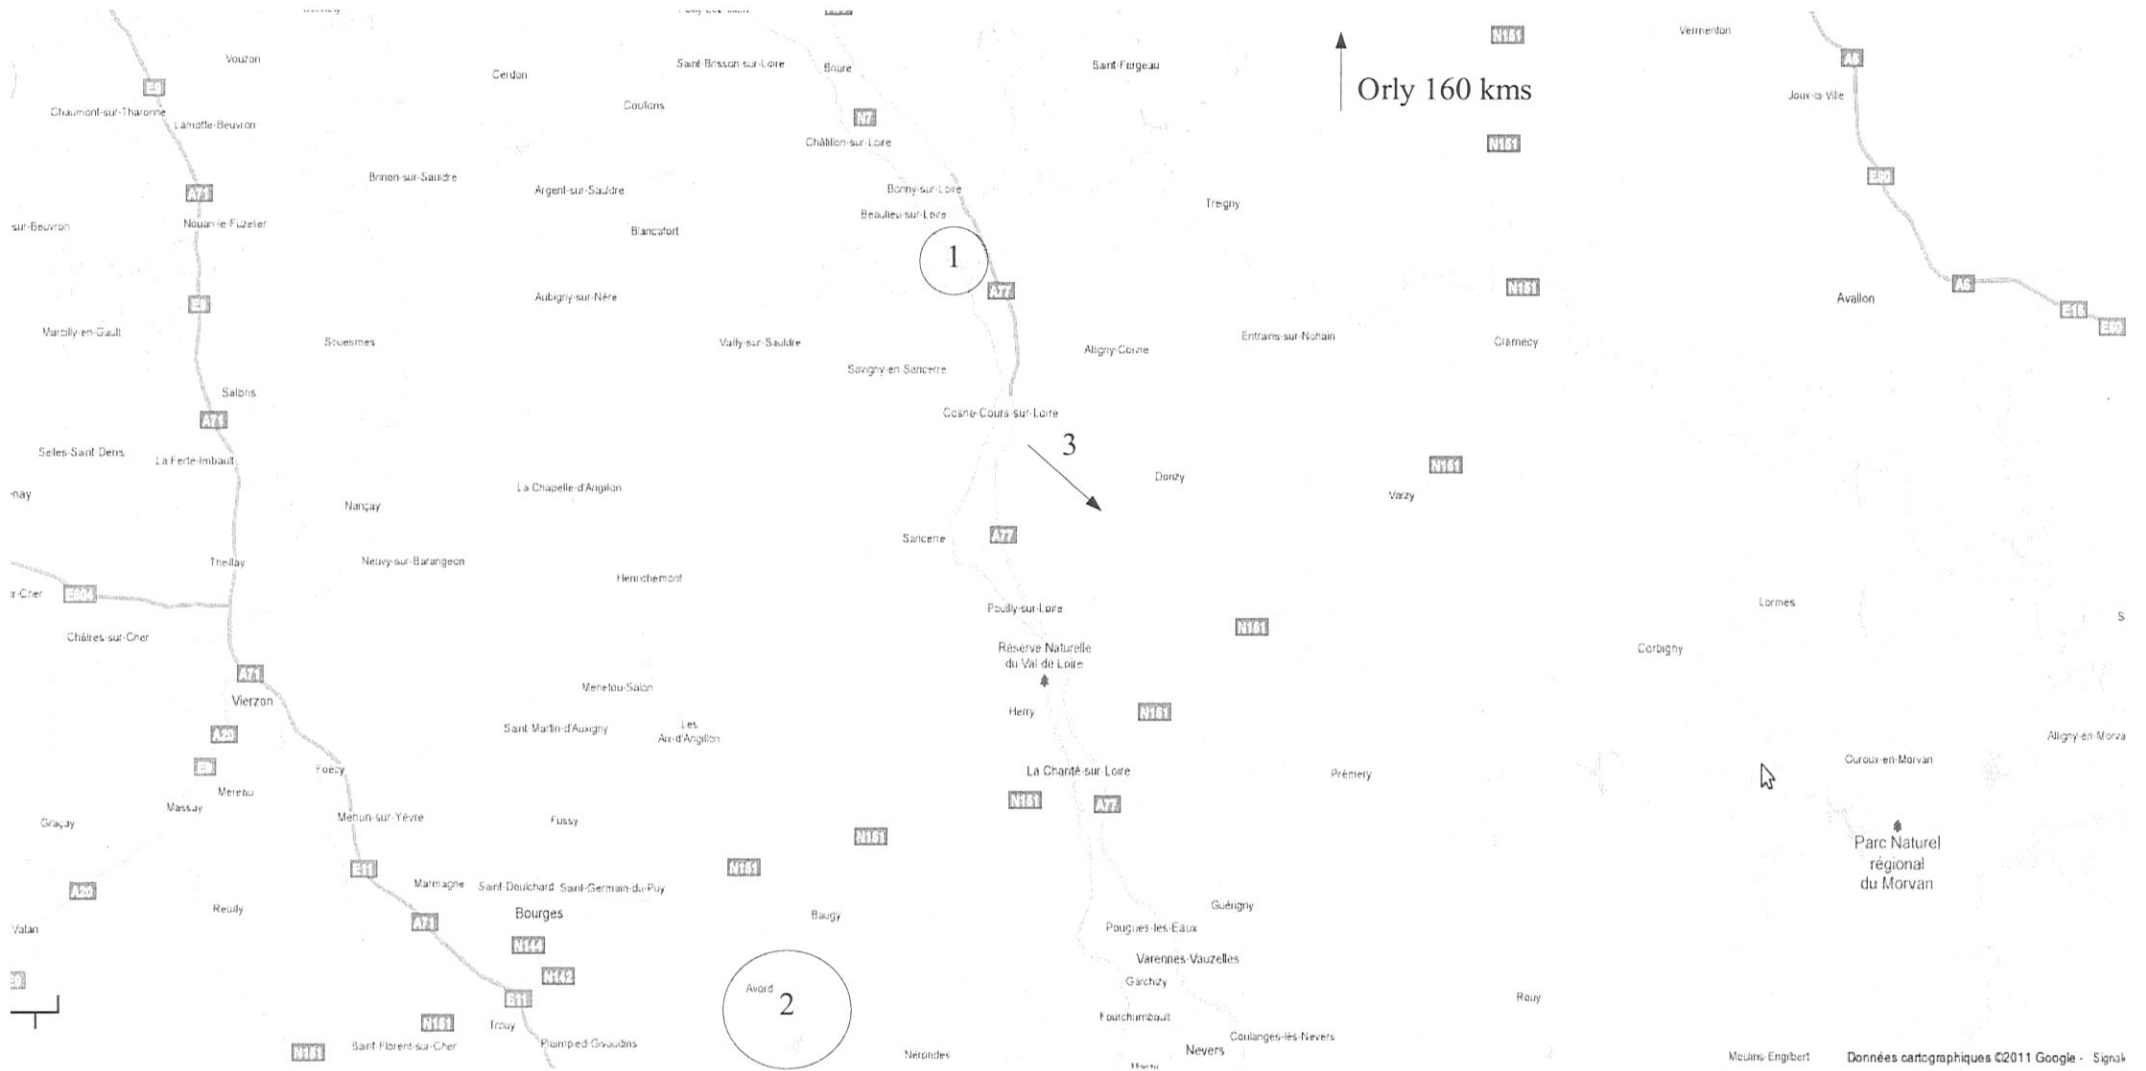 Vermenton
N151
A6
Vouzon
Saint-Brisson-sur-Loire
Briare
Saint-Fargeau
Cerdon
E9
Orly 160 kms
Joux-la-Ville
Chaumont-sur-Tharonne
Coullons
N7
Lamotte-Beuvron
Châtillon-sur-Loire
N151
Brinon-sur-Sauldre
E60
Argent-sur-Sauldre
Bonny-sur-Loire
A71
Treigny
Beaulieu-sur-Loire
sur-Beuvron
Nouan-le-Fuzelier
Blancafort
1
A77
N151
A6
Aubigny-sur-Nère
Avallon
E9
E15
E60
Marcilly-en-Gault
Souesmes
Vailly-sur-Sauldre
Alligny-Cosne
Entrains-sur-Nohain
Clamecy
Savigny-en-Sancerre
Salbris
Cosne-Cours-sur-Loire
A71
3
Selles-Saint-Denis
La Ferté-Imbault
N151
Donzy
La Chapelle-d'Angillon
-nay
Varzy
Nançay
Sancerre
A77
Theillay
Neuvy-sur-Barangeon
Henrichemont
E604
r-Cher
Lormes
Pouilly-sur-Loire
S
N151
Châtres-sur-Cher
Réserve Naturelle
du Val de Loire
Corbigny
A71
Menetou-Salon
Vierzon
Herry
N151
Saint-Martin-d'Auxigny
Les
Aix-d'Angillon
A20
Alligny-en-Morva
Ouroux-en-Morvan
E9
Foëcy
La Charité-sur-Loire
Prémery
Mereau
Massay
N151
A77
Graçay
Mehun-sur-Yèvre
Fussy
N151
Parc Naturel
régional
du Morvan
E11
N151
Marmagne
Saint-Doulchard
Saint-Germain-du-Puy
A20
Reuilly
Bourges
Baugy
Guérigny
A71
Vatan
Pougues-les-Eaux
N144
Varennes-Vauzelles
N142
Garchizy
Avord
2
E11
Rouy
Fourchambault
N151
Trouy
Coulanges-lès-Nevers
Saint-Florent-sur-Cher
Plaimpied-Givaudins
N151
Nérondes
Nevers
Moulins-Engilbert
Données cartographiques ©2011 Google -
Signal